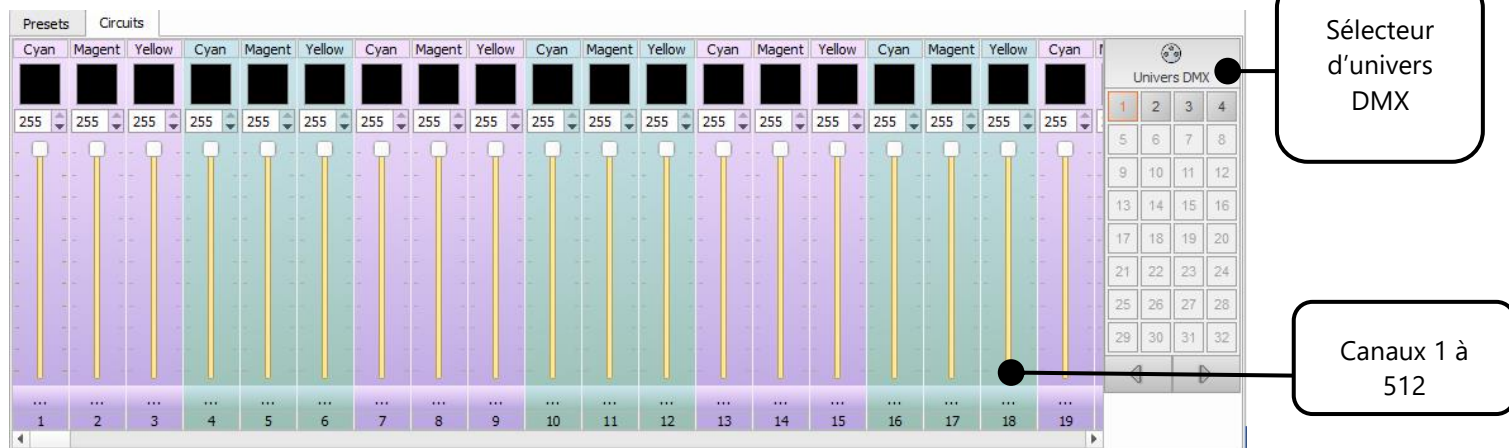 Presets Circuits
Cyan Magent Yellow Cyan Magent Yellow Cyan Magent Yellow Cyan Magent Yellow Cyan Magent Yellow Cyan Magent Yellow Cyan
255 255 255 255 255 255 255 255 255 255 255 255 255 255 255 255 255 255 255
... ... ... ... ... ... ... ... ... ... ... ... ... ... ... ... ... ... ...
1 2 3 4 5 6 7 8 9 10 11 12 13 14 15 16 17 18 19
Univers DMX
1 2 3 4
5 6 7 8
9 10 11 12
13 14 15 16
17 18 19 20
21 22 23 24
25 26 27 28
29 30 31 32
Sélecteur
d'univers
DMX
Canaux 1 à
512